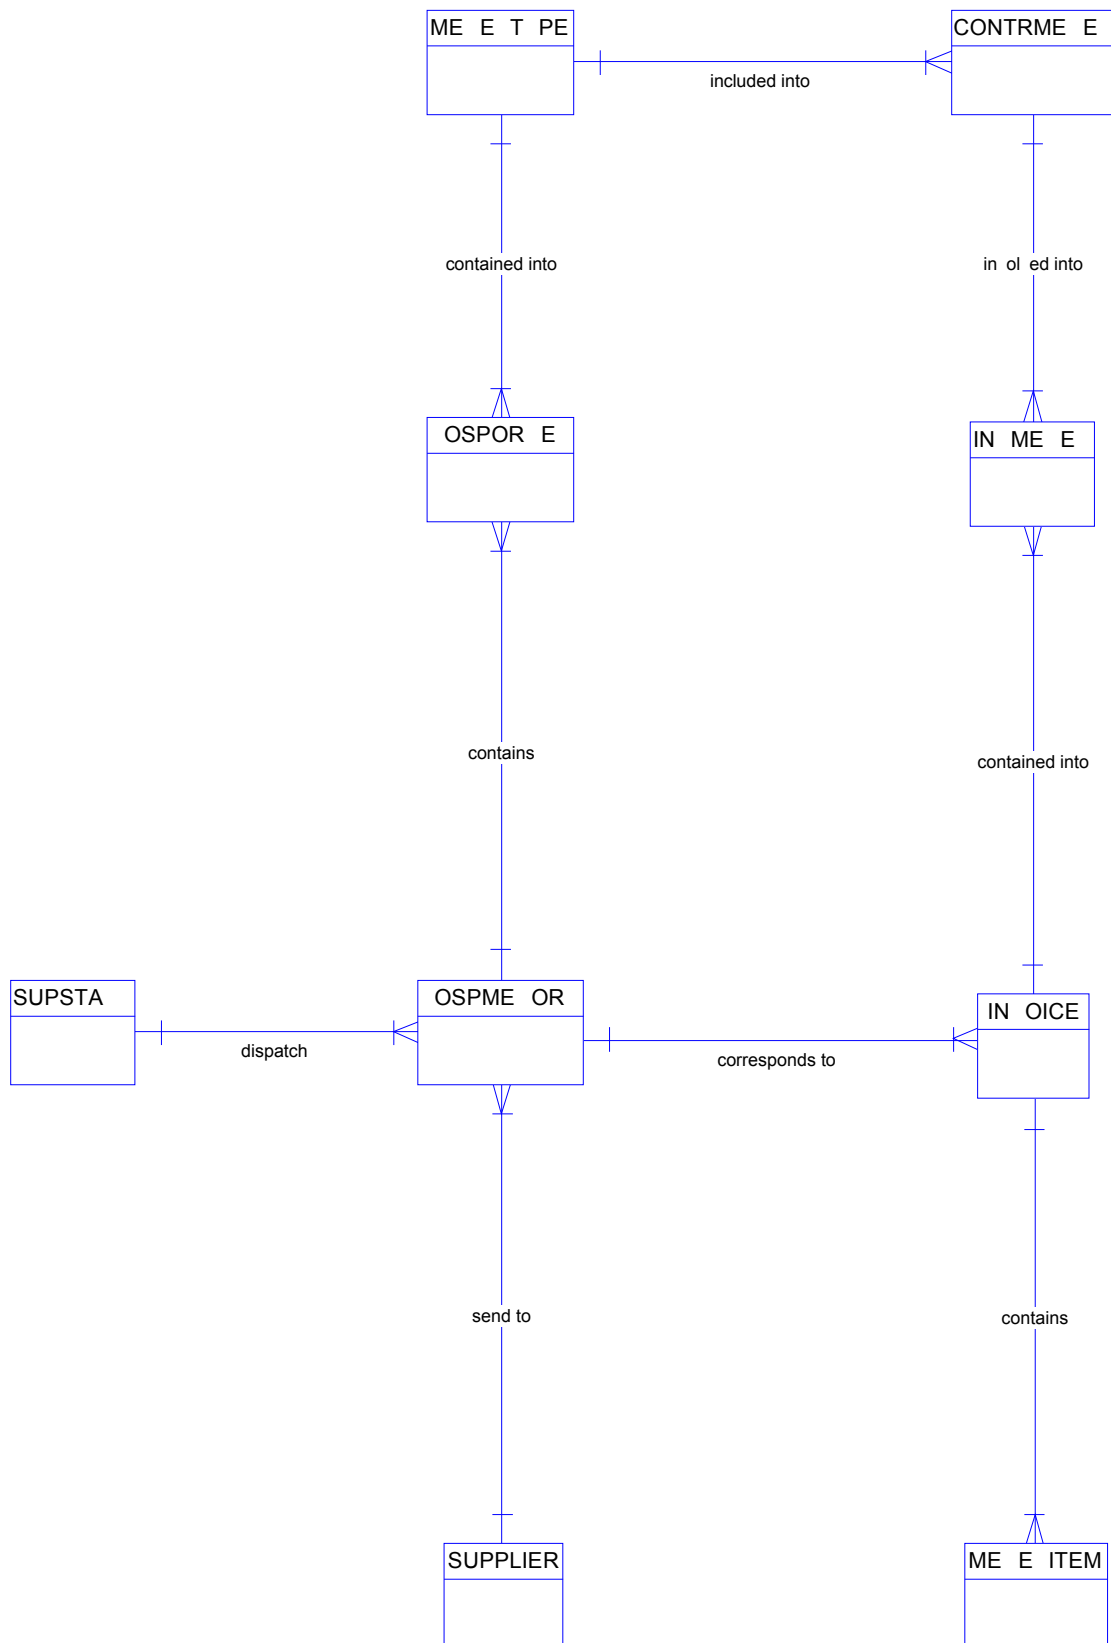 ME E T PE
CONTRME E
included into
contained into
in ol ed into
OSPOR E
IN ME E
contains
contained into
SUPSTA
OSPME OR
IN OICE
dispatch
corresponds to
send to
contains
SUPPLIER
ME E ITEM